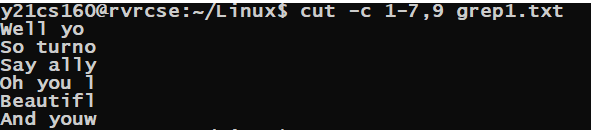 y21cs160@rvrcse:~/Linux$ cut -c 1-7,9 grep1.txt
Well yo
So turno
Say ally
Oh you l
Beautifl
And youw